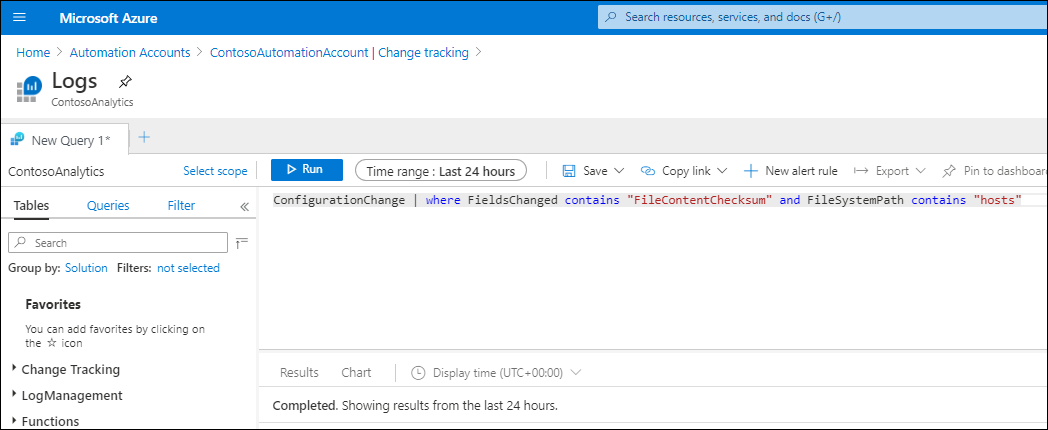 Microsoft Azure
Search resources, services, and docs (G+/)
Home > Automation Accounts > ContosoAutomationAccount | Change tracking >
Logs
ContosoAnalytics
New Query 1* +
ContosoAnalytics Select scope Run Time range : Last 24 hours Save Copy link + New alert rule Export Pin to dashboard
Tables Queries Filter «
ConfigurationChange | where FieldsChanged contains "FileContentChecksum" and FileSystemPath contains "hosts"
Search
Group by: Solution Filters: not selected
Favorites
You can add favorites by clicking on
the ☆ icon
Change Tracking
LogManagement
Functions
Results Chart Display time (UTC+00:00)
Completed. Showing results from the last 24 hours.